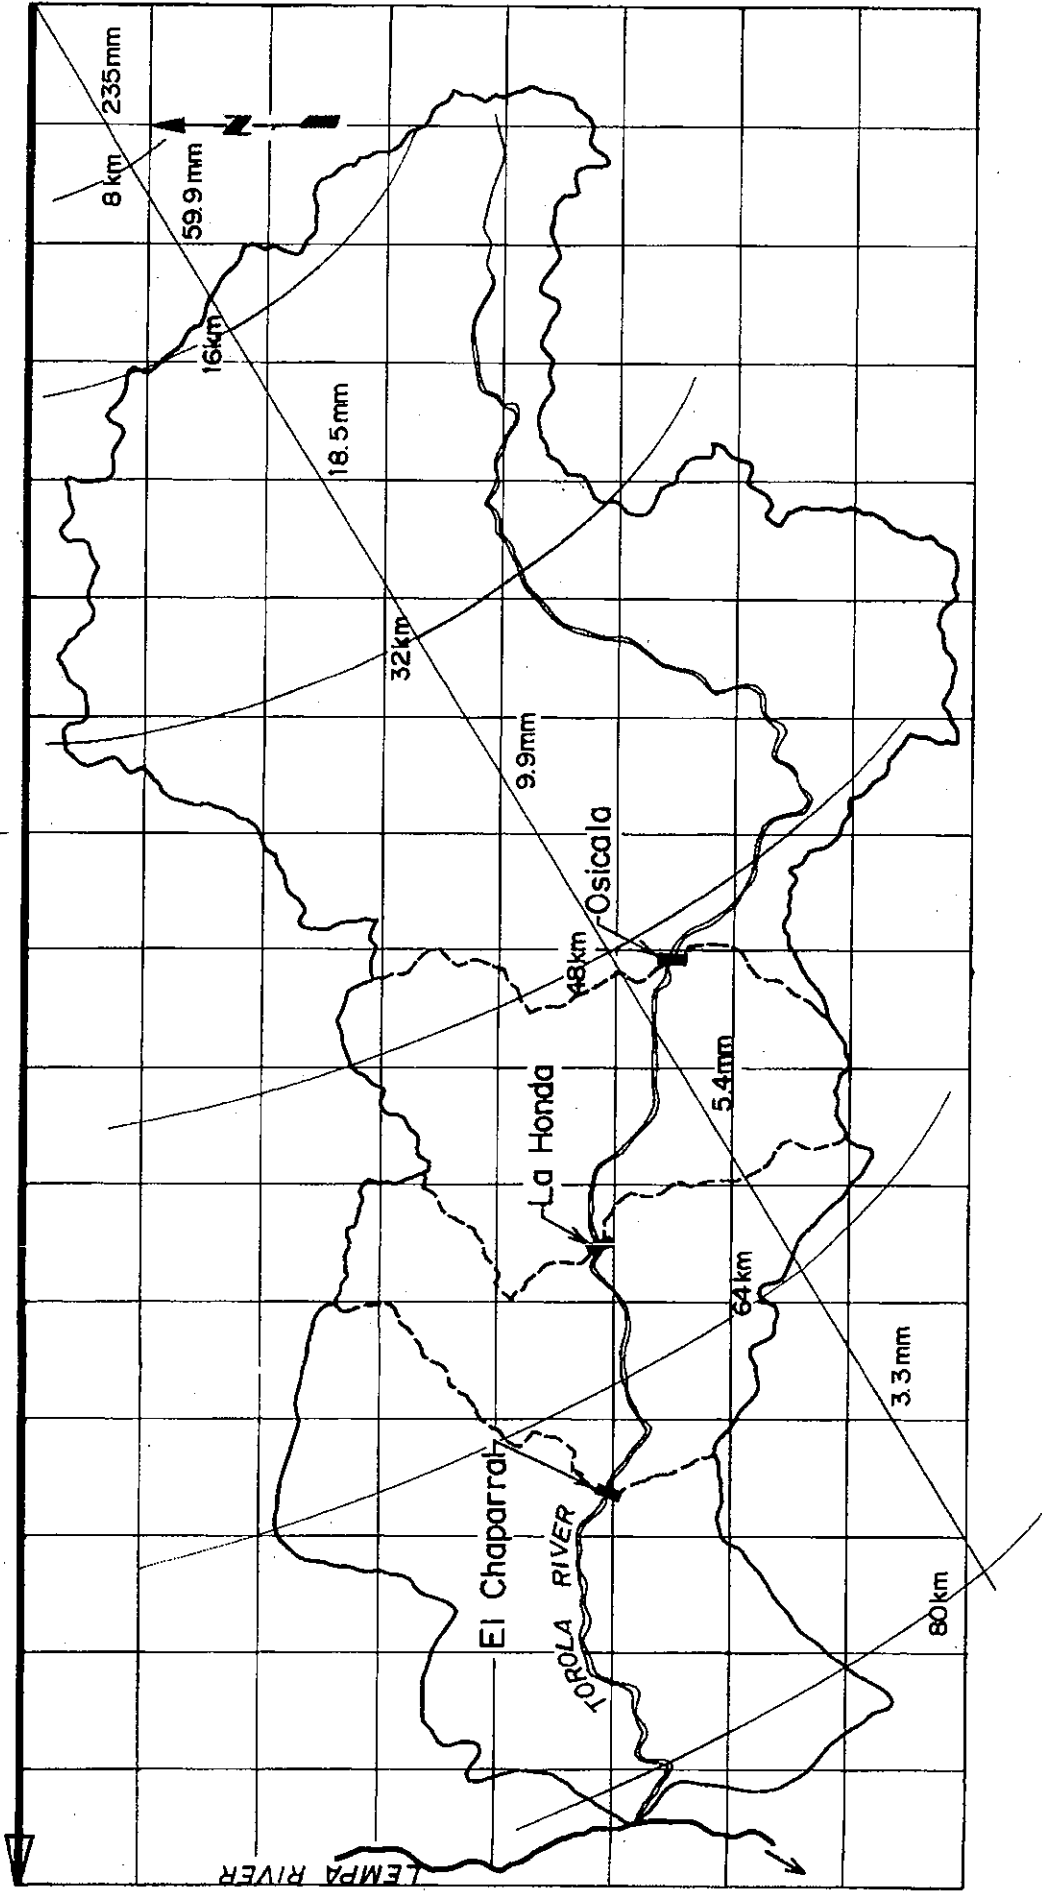 235mm
N
8km
59.9mm
16km
18.5mm
32km
9.9mm
Osicala
48km
La Honda
5.4mm
64km
3.3mm
El Chaparral
TOROLA RIVER
80km
LEMPA RIVER